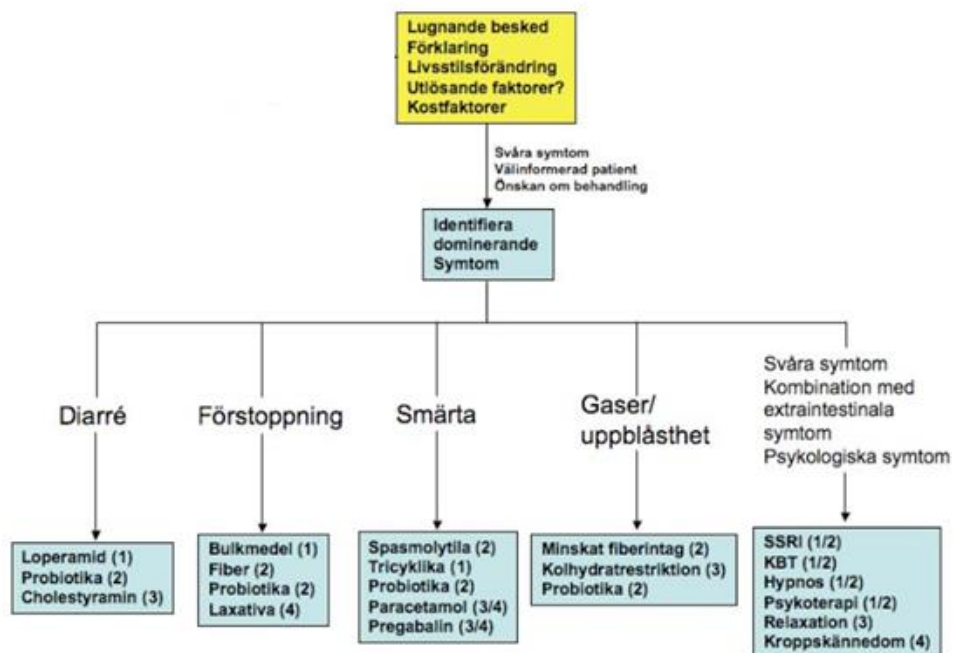 Lugnande besked
Förklaring
Livsstilsförändring
Utlösande faktorer?
Kostfaktorer
Svåra symtom
Välinformerad patient
Önskan om behandling
Identifiera
dominerande
Symtom
Diarré
Förstoppning
Smärta
Gaser/
uppblåsthet
Svåra symtom
Kombination med
extraintestinala
symtom
Psykologiska symtom
Loperamid (1)
Probiotika (2)
Cholestyramin (3)
Bulkmedel (1)
Fiber (2)
Probiotika (2)
Laxativa (4)
Spasmolytila (2)
Tricyklika (1)
Probiotika (2)
Paracetamol (3/4)
Pregabalin (3/4)
Minskat fiberintag (2)
Kolhydratrestriktion (3)
Probiotika (2)
SSRI (1/2)
KBT (1/2)
Hypnos (1/2)
Psykoterapi (1/2)
Relaxation (3)
Kroppskännedom (4)